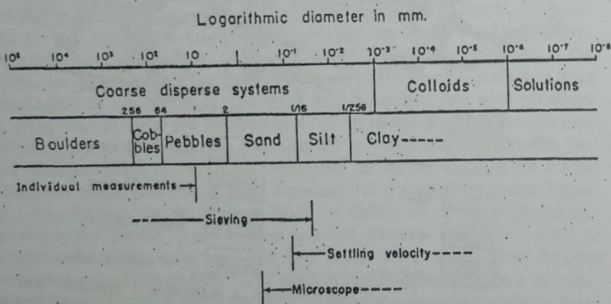 Logarithmic diameter in mm.
10⁵ 10⁴ 10³ 10² 10 1 10⁻¹ 10⁻² 10⁻³ 10⁻⁴ 10⁻⁵ 10⁻⁶ 10⁻⁷ 10⁻⁸
Coarse disperse systems Colloids Solutions
256 64 2 1/16 1/256
Boulders Cob-bles Pebbles Sand Silt Clay
Individual measurements
Sieving
Settling velocity
Microscope